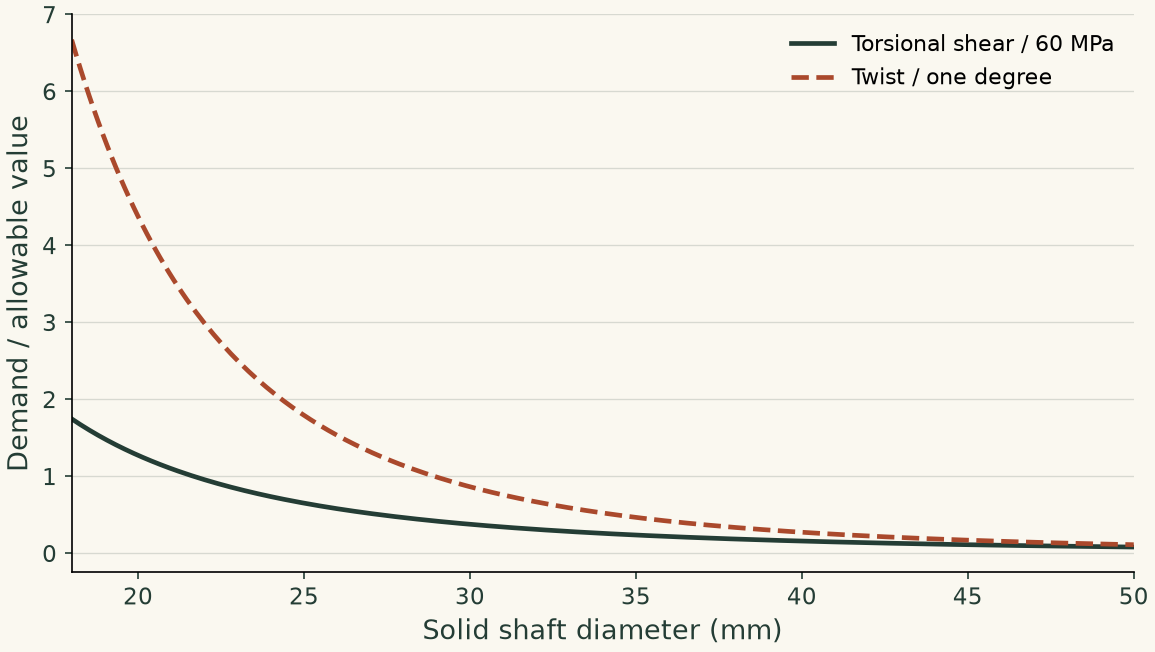 Torsional shear / 60 MPa
Twist / one degree
Demand / allowable value
7
6
5
4
3
2
1
0
20 25 30 35 40 45 50
Solid shaft diameter (mm)